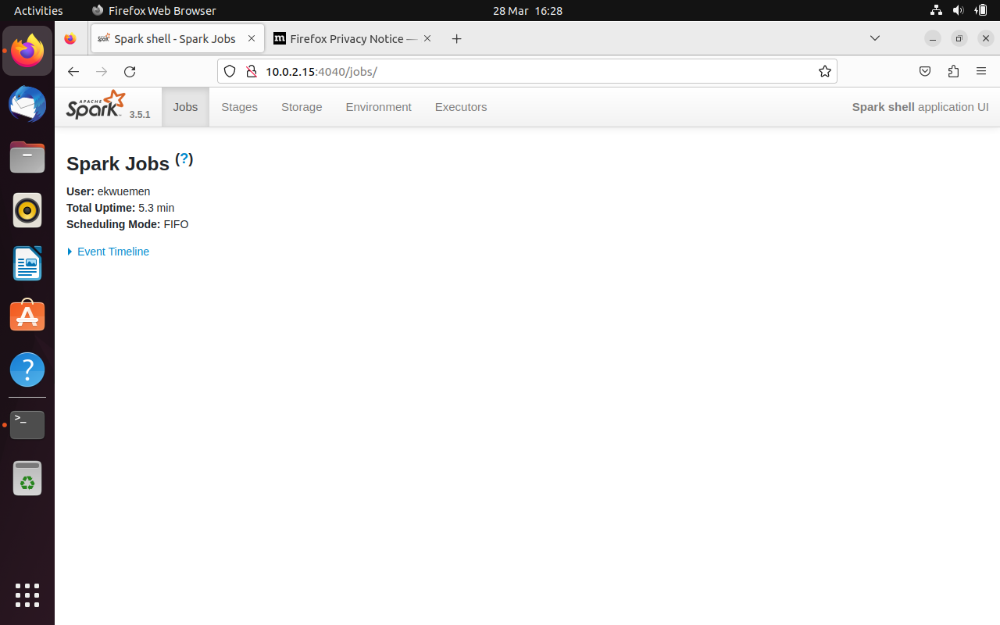 Activities Firefox Web Browser 28 Mar 16:28
Spark shell - Spark Jobs Firefox Privacy Notice —
10.0.2.15:4040/jobs/
APACHE Spark 3.5.1 Jobs Stages Storage Environment Executors Spark shell application UI
Spark Jobs (?)
User: ekwuemen
Total Uptime: 5.3 min
Scheduling Mode: FIFO
Event Timeline